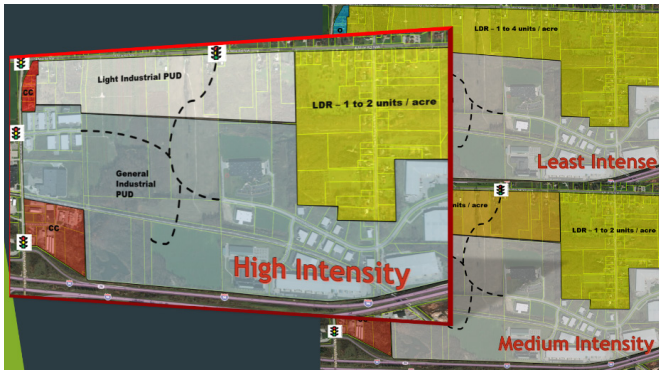 Light Industrial PUD
CG
LDR – 1 to 2 units / acre
General
Industrial
PUD
CC
High Intensity
O
LDR – 1 to 4 units / acre
Least Intense
units / acre
LDR – 1 to 2 units / acre
Medium Intensity